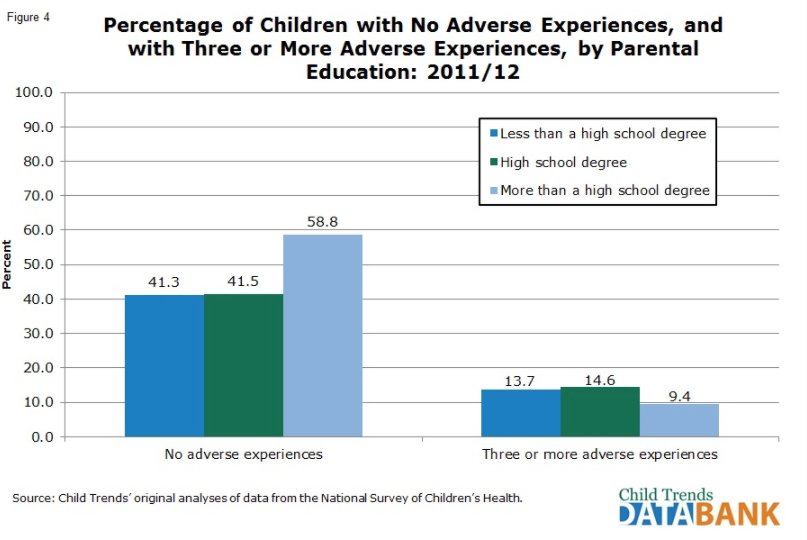 Figure 4
Percentage of Children with No Adverse Experiences, and
with Three or More Adverse Experiences, by Parental
Education: 2011/12
100.0
90.0
80.0
70.0
60.0
50.0
40.0
30.0
20.0
10.0
0.0
Percent
Less than a high school degree
High school degree
More than a high school degree
41.3
41.5
58.8
13.7
14.6
9.4
No adverse experiences
Three or more adverse experiences
Source: Child Trends' original analyses of data from the National Survey of Children's Health.
Child Trends
DATABANK